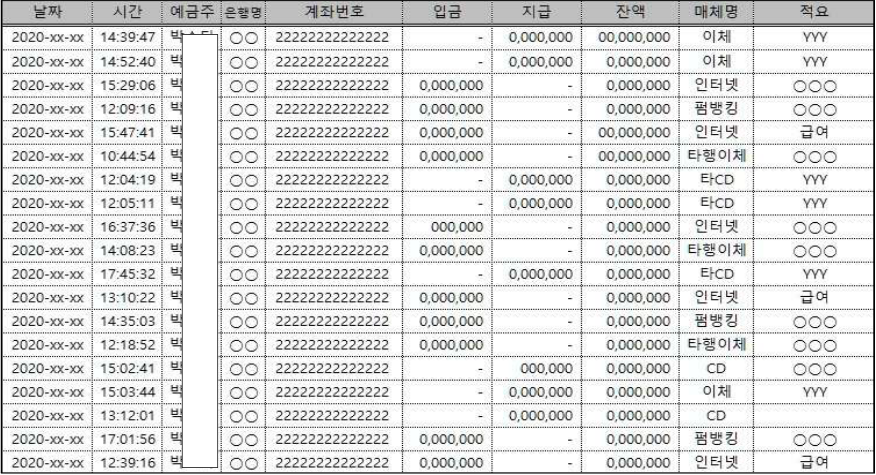 날짜 시간 예금주 은행명 계좌번호 입금 지급 잔액 매체명 적요
2020-xx-xx 14:39:47 박 ○○ 22222222222222 - 0,000,000 00,000,000 이체 YYY
2020-xx-xx 14:52:40 박 ○○ 22222222222222 - 0,000,000 0,000,000 이체 YYY
2020-xx-xx 15:29:06 박 ○○ 22222222222222 0,000,000 - 0,000,000 인터넷 ○○○
2020-xx-xx 12:09:16 박 ○○ 22222222222222 0,000,000 - 0,000,000 펌뱅킹 ○○○
2020-xx-xx 15:47:41 박 ○○ 22222222222222 0,000,000 - 00,000,000 인터넷 급여
2020-xx-xx 10:44:54 박 ○○ 22222222222222 0,000,000 - 00,000,000 타행이체 ○○○
2020-xx-xx 12:04:19 박 ○○ 22222222222222 - 0,000,000 0,000,000 타CD YYY
2020-xx-xx 12:05:11 박 ○○ 22222222222222 - 0,000,000 0,000,000 타CD YYY
2020-xx-xx 16:37:36 박 ○○ 22222222222222 000,000 - 0,000,000 인터넷 ○○○
2020-xx-xx 14:08:23 박 ○○ 22222222222222 0,000,000 - 0,000,000 타행이체 ○○○
2020-xx-xx 17:45:32 박 ○○ 22222222222222 - 0,000,000 0,000,000 타CD YYY
2020-xx-xx 13:10:22 박 ○○ 22222222222222 0,000,000 - 0,000,000 인터넷 급여
2020-xx-xx 14:35:03 박 ○○ 22222222222222 0,000,000 - 0,000,000 펌뱅킹 ○○○
2020-xx-xx 12:18:52 박 ○○ 22222222222222 0,000,000 - 0,000,000 타행이체 ○○○
2020-xx-xx 15:02:41 박 ○○ 22222222222222 - 000,000 0,000,000 CD ○○○
2020-xx-xx 15:03:44 박 ○○ 22222222222222 - 0,000,000 0,000,000 이체 YYY
2020-xx-xx 13:12:01 박 ○○ 22222222222222 - 0,000,000 0,000,000 CD
2020-xx-xx 17:01:56 박 ○○ 22222222222222 0,000,000 - 0,000,000 펌뱅킹 ○○○
2020-xx-xx 12:39:16 박 ○○ 22222222222222 0,000,000 - 0,000,000 인터넷 급여